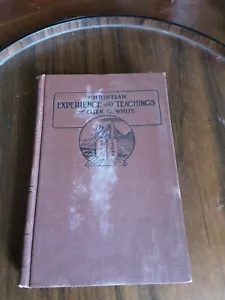 CHRISTIAN
EXPERIENCE AND TEACHINGS
OF ELLEN G. WHITE